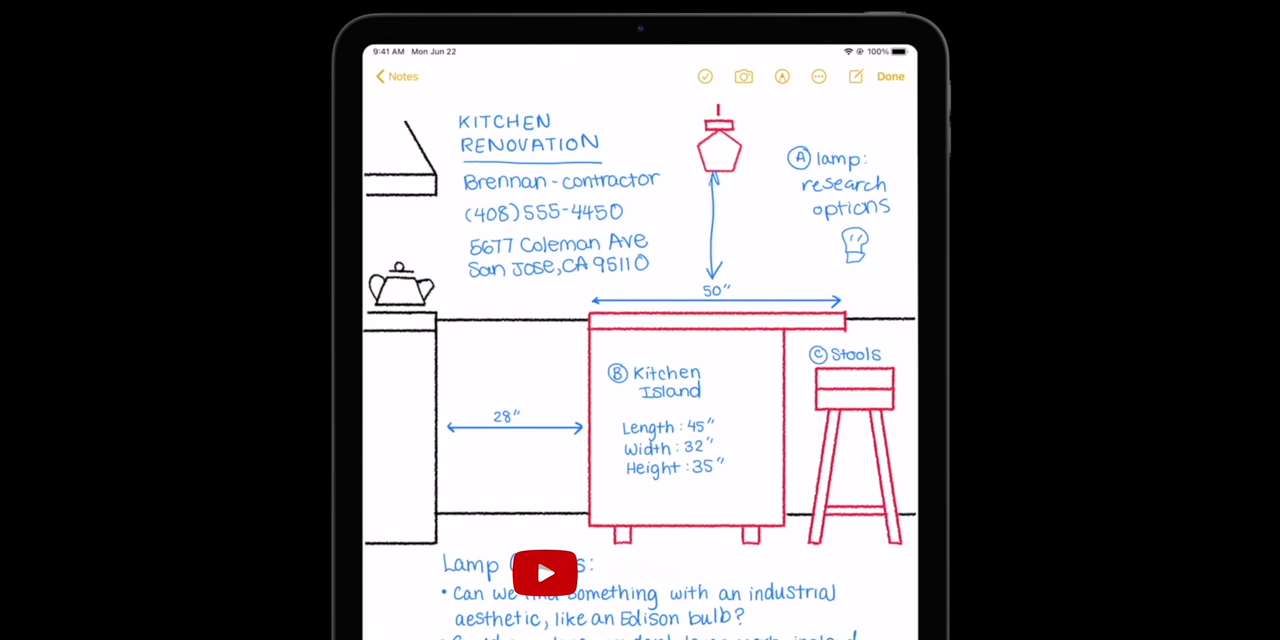 9:41 AM Mon Jun 22
100%
Notes
Done
KITCHEN
RENOVATION
Brennan - contractor
(408) 555-4450
5677 Coleman Ave
San Jose, CA 95110
A lamp:
research
options
50"
C Stools
B Kitchen
Island
28"
Length : 45"
Width : 32"
Height : 35"
Lamp
• Can we something with an industrial
aesthetic, like an Edison bulb?